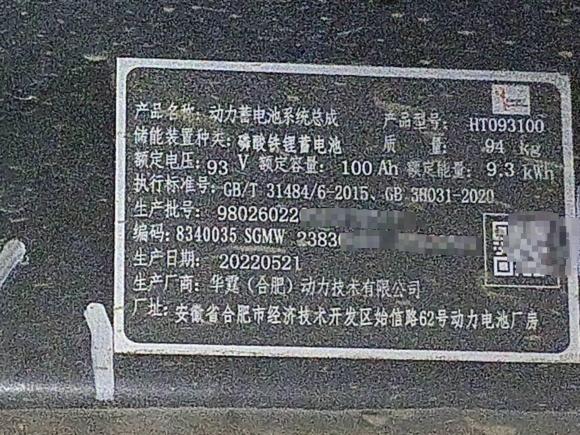 产品名称: 动力蓄电池系统总成 产品型号: HT093100
储能装置种类: 磷酸铁锂蓄电池 质 量: 94 kg
额定电压: 93 V 额定容量: 100 Ah 额定能量: 9.3 kWh
执行标准号: GB/T 31484/6-2015、GB 38031-2020
生产批号: 98026022
编码: 8340035 SGMW 2383
生产日期: 20220521
生产厂商: 华霆（合肥）动力技术有限公司
厂址: 安徽省合肥市经济技术开发区始信路62号动力电池厂房